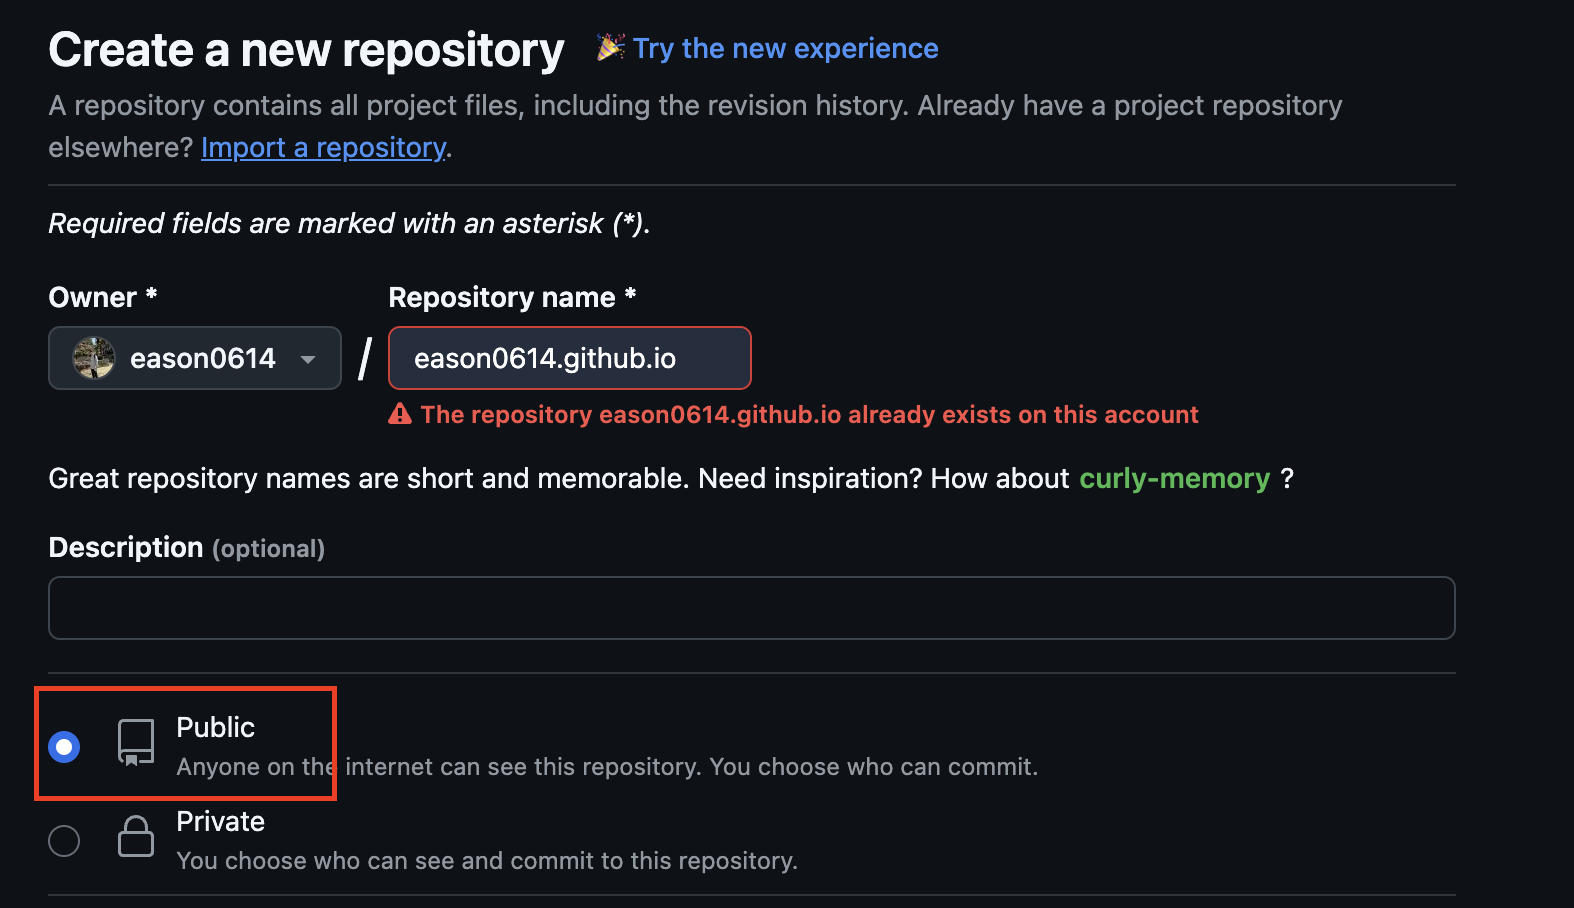 Create a new repository 🎉 Try the new experience
A repository contains all project files, including the revision history. Already have a project repository
elsewhere? Import a repository.
Required fields are marked with an asterisk (*).
Owner * Repository name *
eason0614 / eason0614.github.io
The repository eason0614.github.io already exists on this account
Great repository names are short and memorable. Need inspiration? How about curly-memory ?
Description (optional)
Public
Anyone on the internet can see this repository. You choose who can commit.
Private
You choose who can see and commit to this repository.